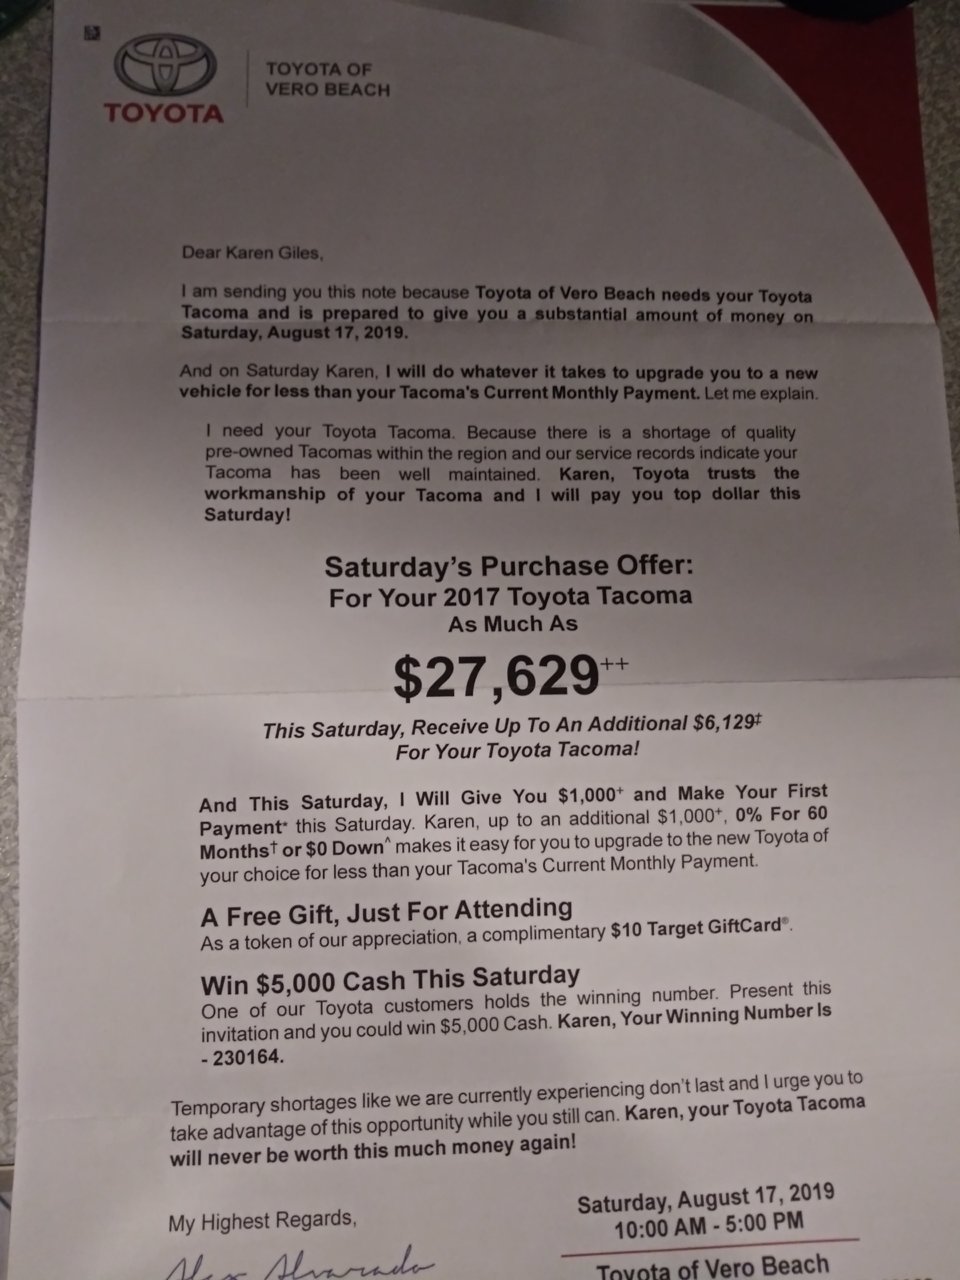 TOYOTA
TOYOTA OF
VERO BEACH
Dear Karen Giles,
I am sending you this note because Toyota of Vero Beach needs your Toyota
Tacoma and is prepared to give you a substantial amount of money on
Saturday, August 17, 2019.
And on Saturday Karen, I will do whatever it takes to upgrade you to a new
vehicle for less than your Tacoma's Current Monthly Payment. Let me explain.
I need your Toyota Tacoma. Because there is a shortage of quality
pre-owned Tacomas within the region and our service records indicate your
Tacoma has been well maintained. Karen, Toyota trusts the
workmanship of your Tacoma and I will pay you top dollar this
Saturday!
Saturday's Purchase Offer:
For Your 2017 Toyota Tacoma
As Much As
$27,629++
This Saturday, Receive Up To An Additional $6,129‡
For Your Toyota Tacoma!
And This Saturday, I Will Give You $1,000+ and Make Your First
Payment* this Saturday. Karen, up to an additional $1,000+, 0% For 60
Months† or $0 Down^ makes it easy for you to upgrade to the new Toyota of
your choice for less than your Tacoma's Current Monthly Payment.
A Free Gift, Just For Attending
As a token of our appreciation, a complimentary $10 Target GiftCard®.
Win $5,000 Cash This Saturday
One of our Toyota customers holds the winning number. Present this
invitation and you could win $5,000 Cash. Karen, Your Winning Number Is
- 230164.
Temporary shortages like we are currently experiencing don't last and I urge you to
take advantage of this opportunity while you still can. Karen, your Toyota Tacoma
will never be worth this much money again!
My Highest Regards,
Alex Alvarado
Saturday, August 17, 2019
10:00 AM - 5:00 PM
Toyota of Vero Beach